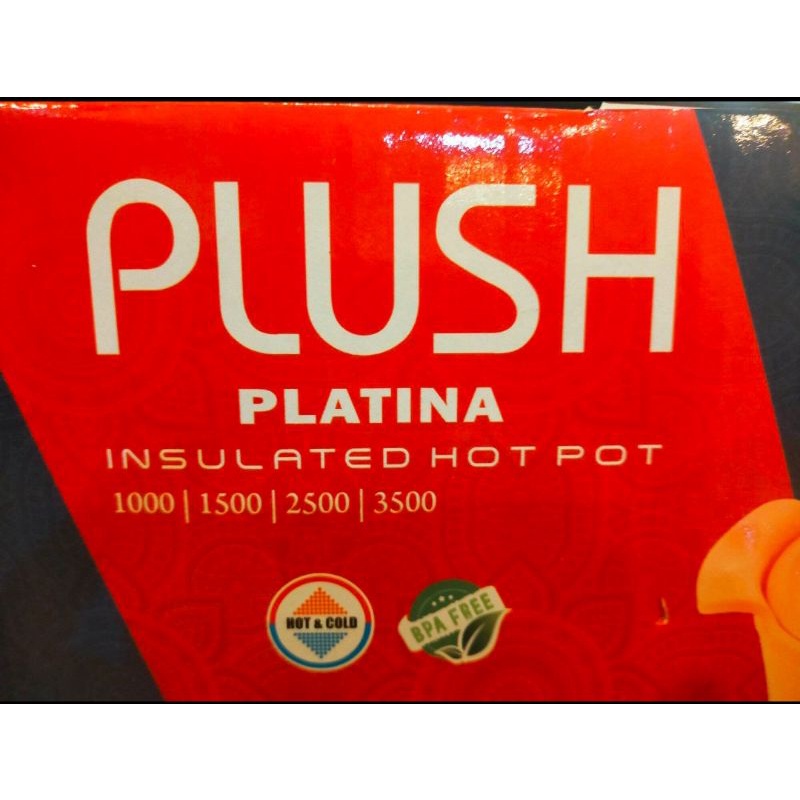 PLUSH
PLATINA
INSULATED HOT POT
1000 | 1500 | 2500 | 3500
HOT & COLD
BPA FREE